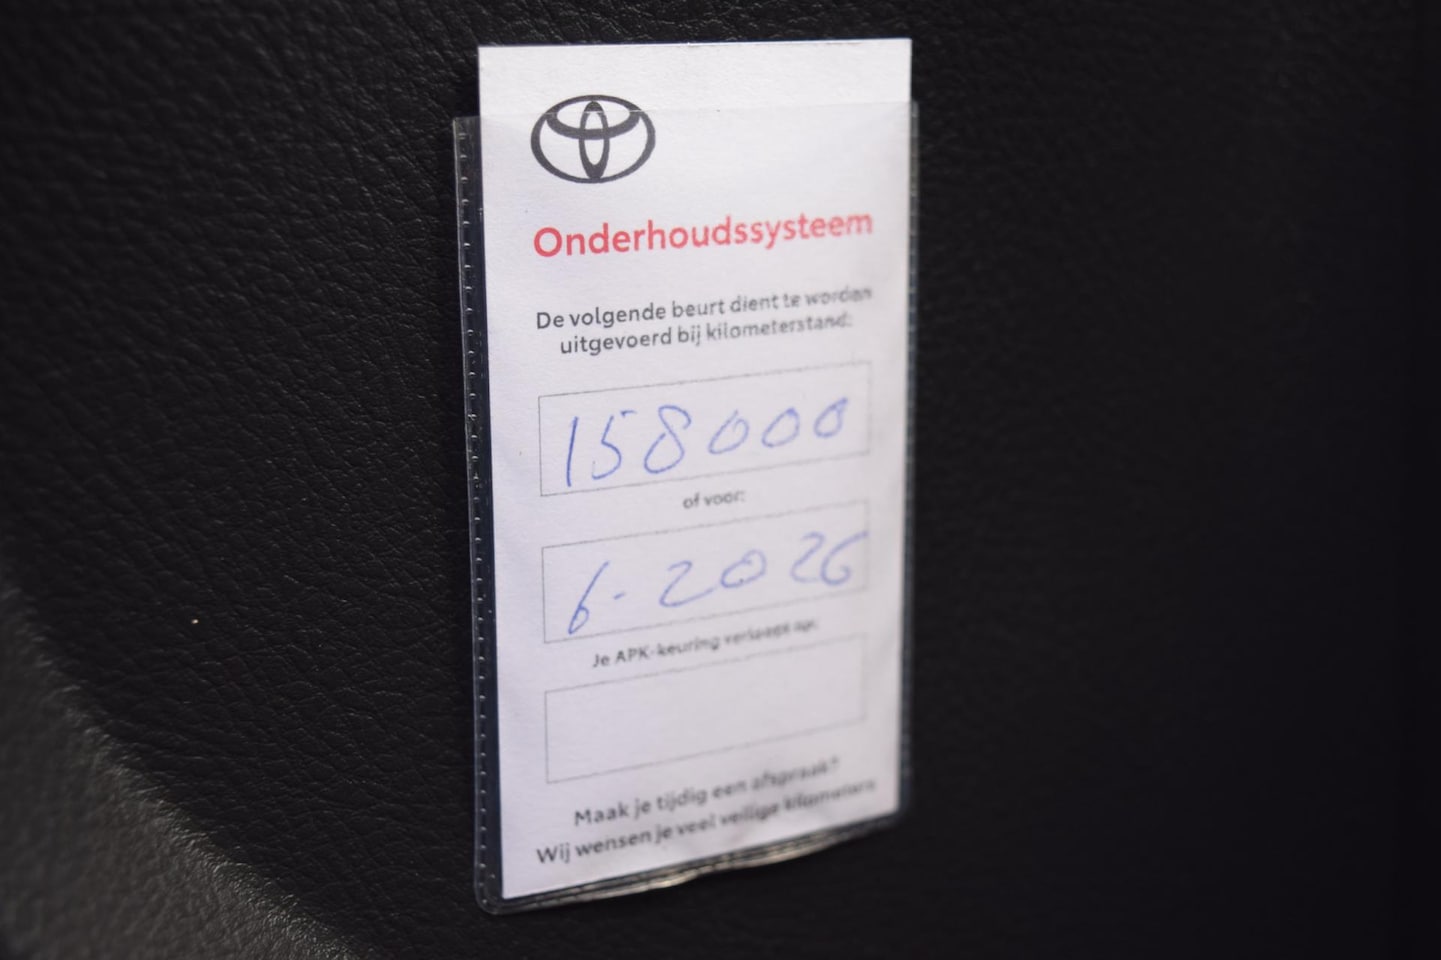 Onderhoudssysteem
De volgende beurt dient te worden
uitgevoerd bij kilometerstand:
158000
of voor:
6-2026
Je APK-keuring verloopt op:
Maak je tijdig een afspraak?
Wij wensen je veel veilige kilometers